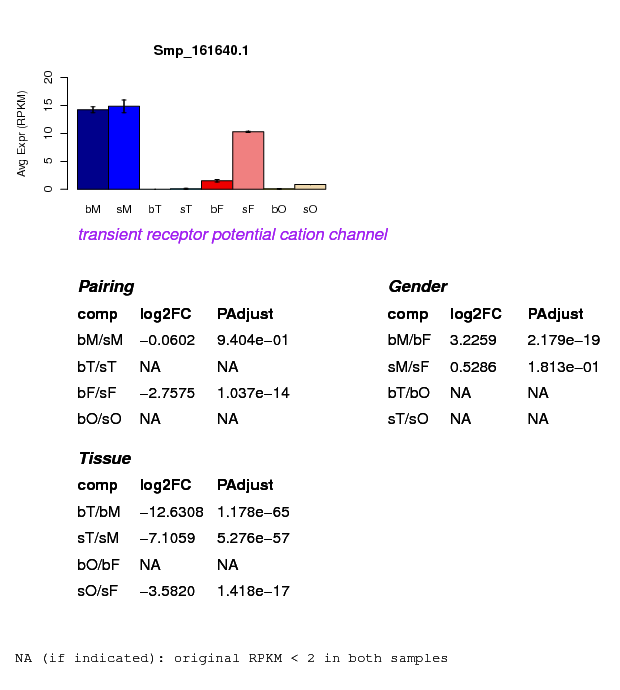 Smp_161640.1
Avg Expr (RPKM)
20
15
10
5
0
bM sM bT sT bF sF bO sO
transient receptor potential cation channel
Pairing
comp log2FC PAdjust
bM/sM −0.0602 9.404e−01
bT/sT NA NA
bF/sF −2.7575 1.037e−14
bO/sO NA NA
Gender
comp log2FC PAdjust
bM/bF 3.2259 2.179e−19
sM/sF 0.5286 1.813e−01
bT/bO NA NA
sT/sO NA NA
Tissue
comp log2FC PAdjust
bT/bM −12.6308 1.178e−65
sT/sM −7.1059 5.276e−57
bO/bF NA NA
sO/sF −3.5820 1.418e−17
NA (if indicated): original RPKM < 2 in both samples